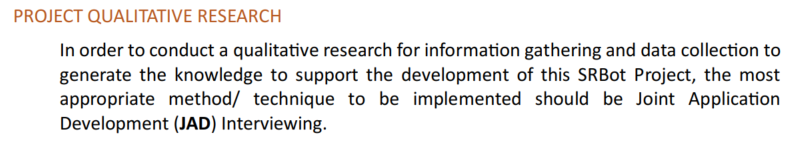 PROJECT QUALITATIVE RESEARCH
In order to conduct a qualitative research for information gathering and data collection to
generate the knowledge to support the development of this SRBot Project, the most
appropriate method/ technique to be implemented should be Joint Application
Development (JAD) Interviewing.